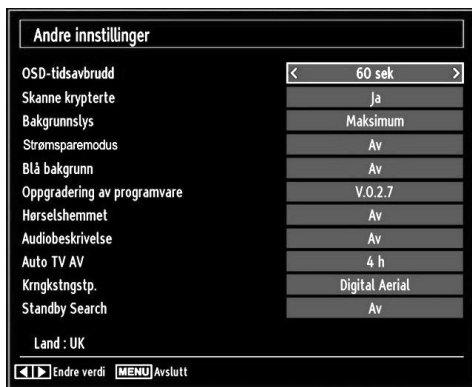 Andre innstillinger
OSD-tidsavbrudd 60 sek
Skanne krypterte Ja
Bakgrunnslys Maksimum
Strømsparemodus Av
Blå bakgrunn Av
Oppgradering av programvare V.0.2.7
Hørselshemmet Av
Audiobeskrivelse Av
Auto TV AV 4 h
Krngkstngstp. Digital Aerial
Standby Search Av
Land : UK
Endre verdi MENU Avslutt